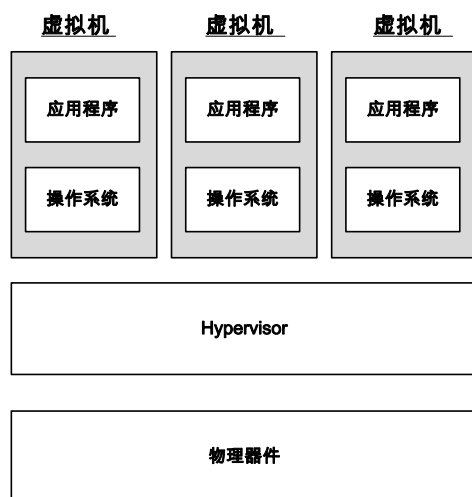 虚拟机 虚拟机 虚拟机
应用程序 应用程序 应用程序
操作系统 操作系统 操作系统
Hypervisor
物理器件